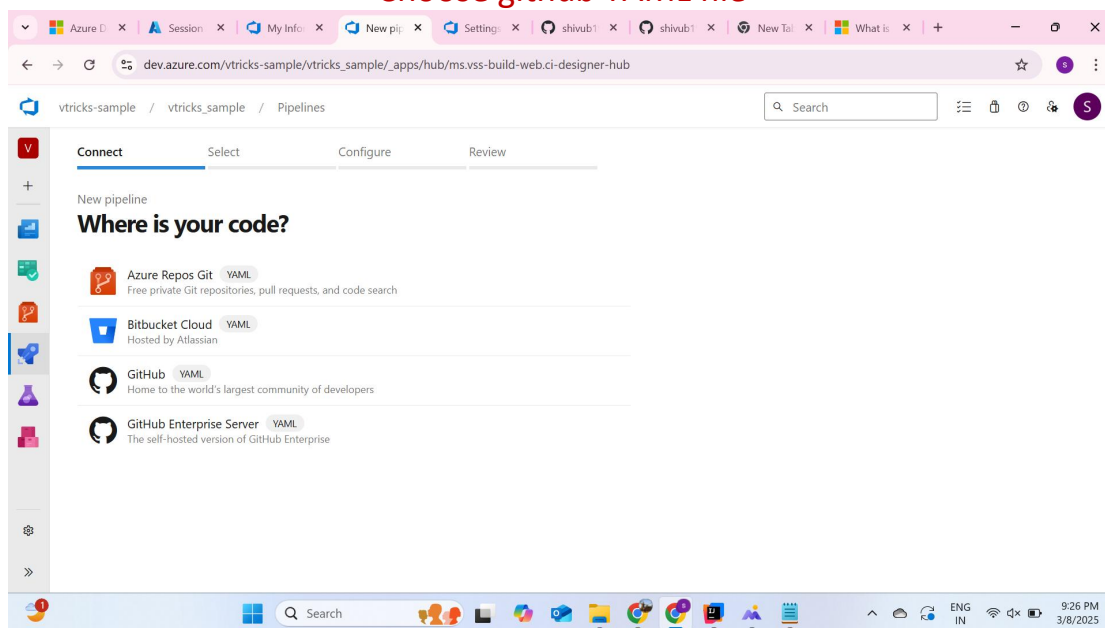 Azure D
Session
My Infor
New pip
Settings
shivub1
shivub1
New Tab
What is
dev.azure.com/vtricks-sample/vtricks_sample/_apps/hub/ms.vss-build-web.ci-designer-hub
S
vtricks-sample / vtricks_sample / Pipelines
Search
S
V
Connect
Select
Configure
Review
New pipeline
Where is your code?
Azure Repos Git YAML
Free private Git repositories, pull requests, and code search
Bitbucket Cloud YAML
Hosted by Atlassian
GitHub YAML
Home to the world's largest community of developers
GitHub Enterprise Server YAML
The self-hosted version of GitHub Enterprise
1
Search
ENG
IN
9:26 PM
3/8/2025